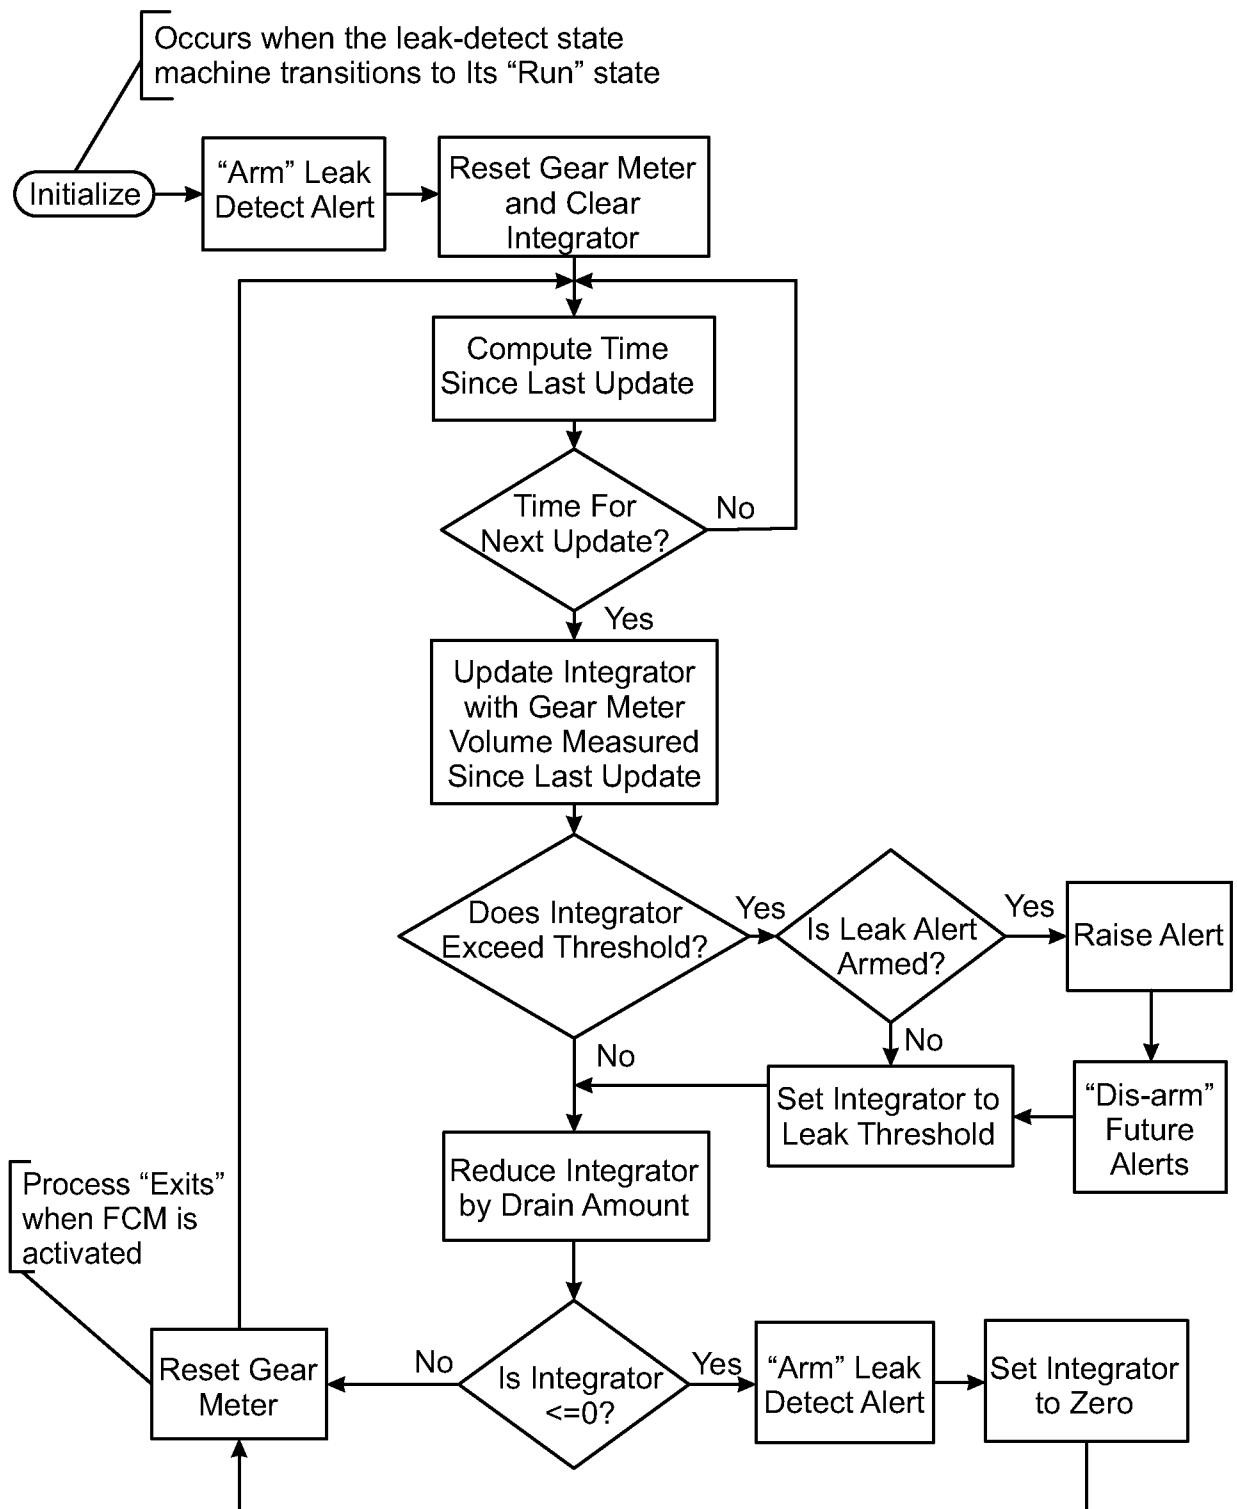 Occurs when the leak-detect state
machine transitions to Its “Run” state
Initialize
“Arm” Leak
Detect Alert
Reset Gear Meter
and Clear
Integrator
Compute Time
Since Last Update
Time For
Next Update?
No
Yes
Update Integrator
with Gear Meter
Volume Measured
Since Last Update
Does Integrator
Exceed Threshold?
Yes
Is Leak Alert
Armed?
Yes
Raise Alert
No
No
Set Integrator to
Leak Threshold
“Dis-arm”
Future
Alerts
Reduce Integrator
by Drain Amount
Process “Exits”
when FCM is
activated
Reset Gear
Meter
No
Is Integrator
<=0?
Yes
“Arm” Leak
Detect Alert
Set Integrator
to Zero